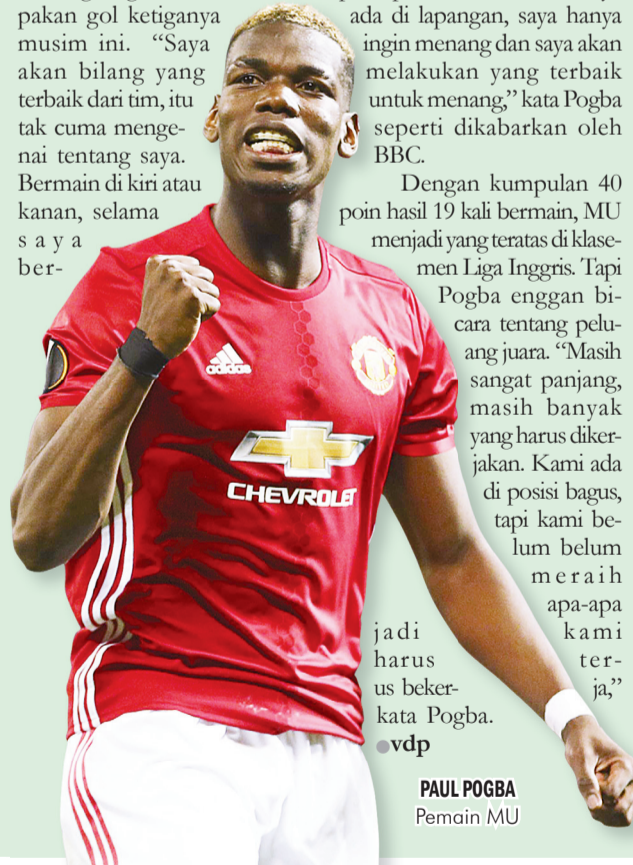 pakan gol ketiganya
musim ini. “Saya
akan bilang yang
terbaik dari tim, itu
tak cuma menge-
nai tentang saya.
Bermain di kiri atau
kanan, selama
saya
ber-
ada di lapangan, saya hanya
ingin menang dan saya akan
melakukan yang terbaik
untuk menang,” kata Pogba
seperti dikabarkan oleh
BBC.
Dengan kumpulan 40
poin hasil 19 kali bermain, MU
menjadi yang teratas di klase-
men Liga Inggris. Tapi
Pogba enggan bi-
cara tentang pelu-
ang juara. “Masih
sangat panjang,
masih banyak
yang harus diker-
jakan. Kami ada
di posisi bagus,
tapi kami be-
lum belum
meraih
apa-apa
jadi kami
harus ter-
us beker- ja,”
kata Pogba.
●vdp
adidas
CHEVROLET
PAUL POGBA
Pemain MU